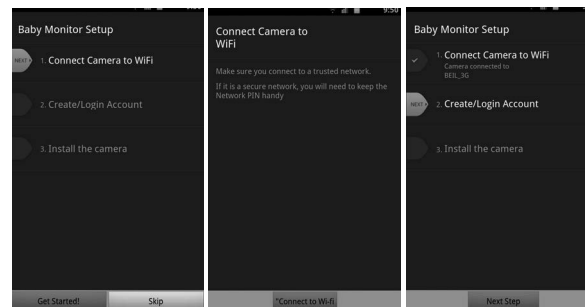 Baby Monitor Setup
NEXT
1. Connect Camera to WiFi
2. Create/Login Account
3. Install the camera
Get Started!
Skip
9:50
Connect Camera to
WiFi
Make sure you connect to a trusted network.
If it is a secure network, you will need to keep the
Network PIN handy
"Connect to Wi-Fi
Baby Monitor Setup
1. Connect Camera to WiFi
Camera connected to
BEIL_3G
NEXT
2. Create/Login Account
3. Install the camera
Next Step